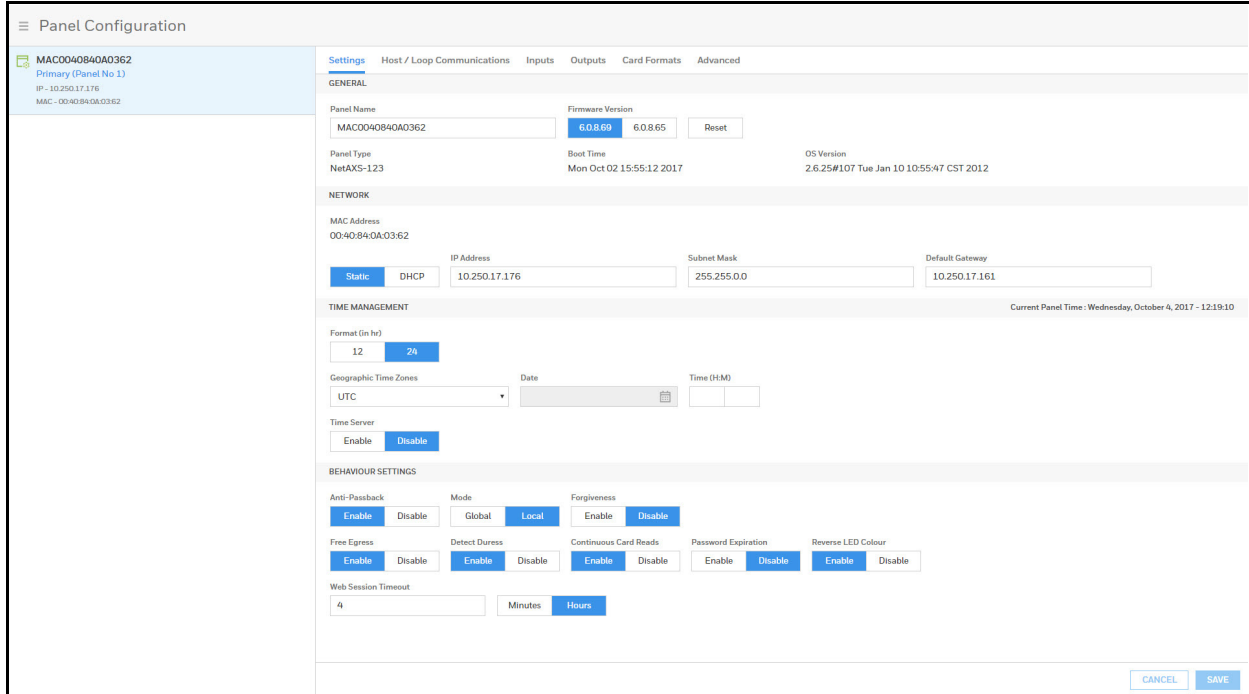 Panel Configuration
MAC0040840A0362
Primary (Panel No 1)
IP - 10.250.17.176
MAC - 00:40:84:0A:03:62
Settings Host / Loop Communications Inputs Outputs Card Formats Advanced
GENERAL
Panel Name Firmware Version
MAC0040840A0362 6.0.8.69 6.0.8.65 Reset
Panel Type Boot Time OS Version
NetAXS-123 Mon Oct 02 15:55:12 2017 2.6.25#107 Tue Jan 10 10:55:47 CST 2012
NETWORK
MAC Address
00:40:84:0A:03:62
IP Address Subnet Mask Default Gateway
Static DHCP 10.250.17.176 255.255.0.0 10.250.17.161
TIME MANAGEMENT Current Panel Time : Wednesday, October 4, 2017 - 12:19:10
Format (in hr)
12 24
Geographic Time Zones Date Time (H:M)
UTC
Time Server
Enable Disable
BEHAVIOUR SETTINGS
Anti-Passback Mode Forgiveness
Enable Disable Global Local Enable Disable
Free Egress Detect Duress Continuous Card Reads Password Expiration Reverse LED Colour
Enable Disable Enable Disable Enable Disable Enable Disable Enable Disable
Web Session Timeout
4 Minutes Hours
CANCEL SAVE